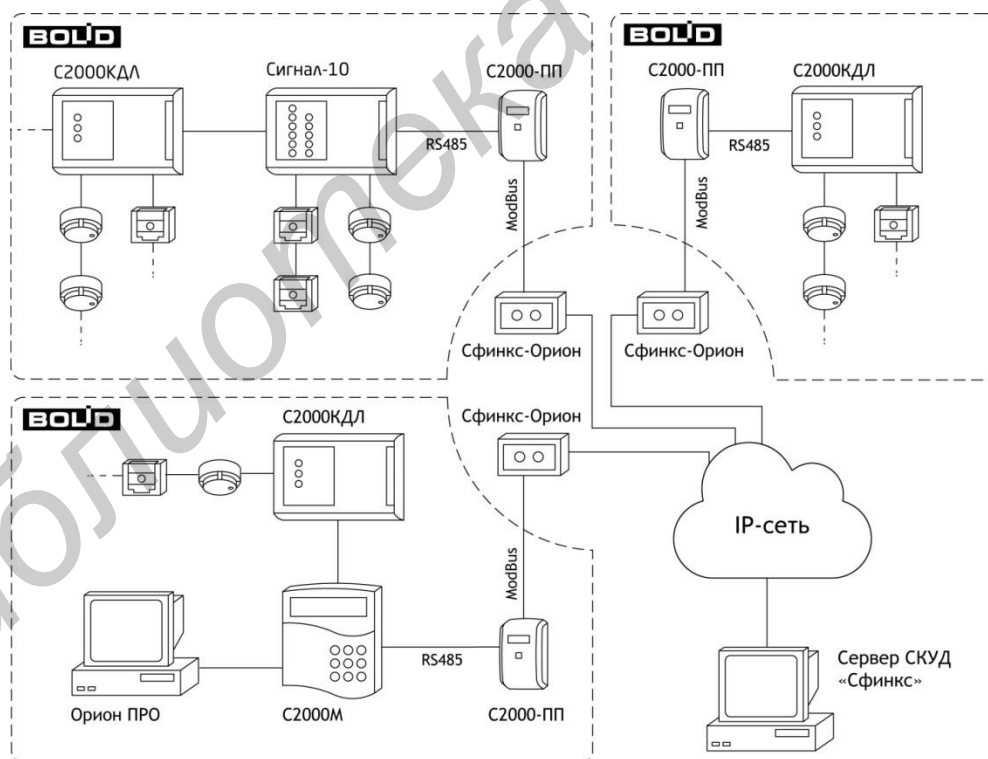 BOLID
С2000КДЛ
Сигнал-10
С2000-ПП
RS485
ModBus
Сфинкс-Орион
BOLID
С2000-ПП
С2000КДЛ
RS485
ModBus
Сфинкс-Орион
BOLID
С2000КДЛ
Сфинкс-Орион
ModBus
RS485
Орион ПРО
С2000М
С2000-ПП
IP-сеть
Сервер СКУД
«Сфинкс»
блиотека